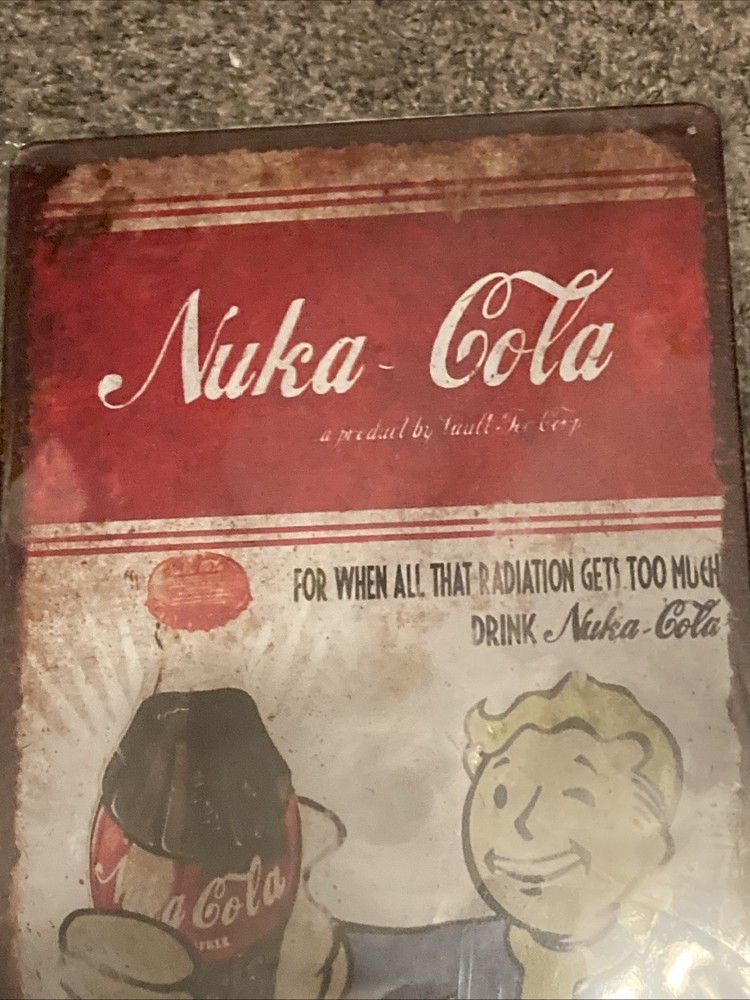 Nuka-Cola
a product by Vault-Tec Corp
FOR WHEN ALL THAT RADIATION GETS TOO MUCH
DRINK Nuka-Cola
Cola